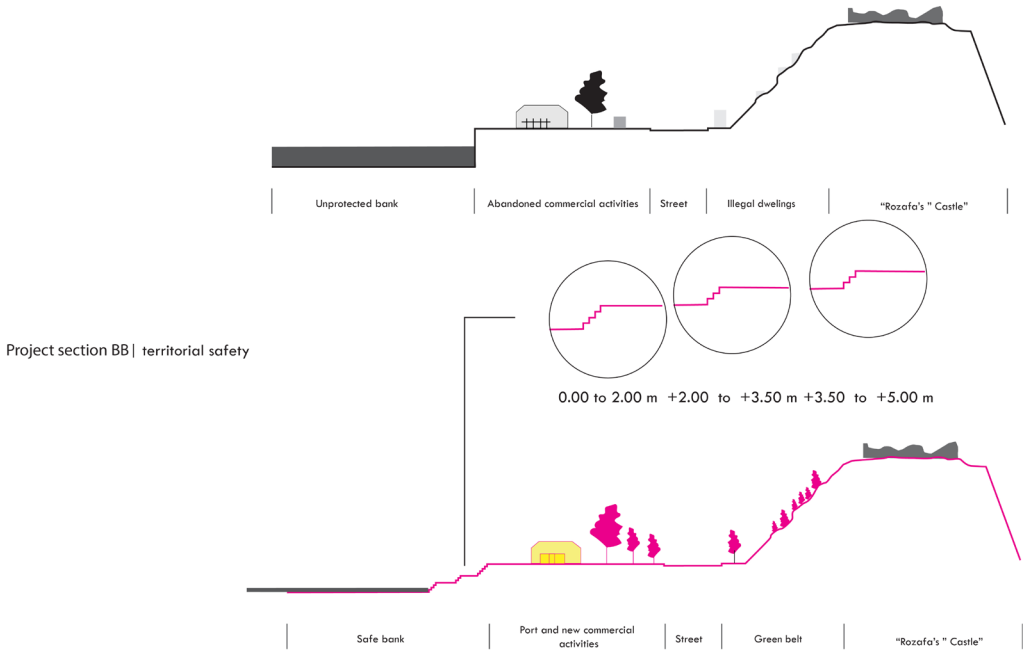 Unprotected bank
Abandoned commercial activities
Street
Illegal dwelings
“Rozafa’s ” Castle”
Project section BB| territorial safety
0.00 to 2.00 m +2.00 to +3.50 m +3.50 to +5.00 m
Safe bank
Port and new commercial
activities
Street
Green belt
“Rozafa’s ” Castle”